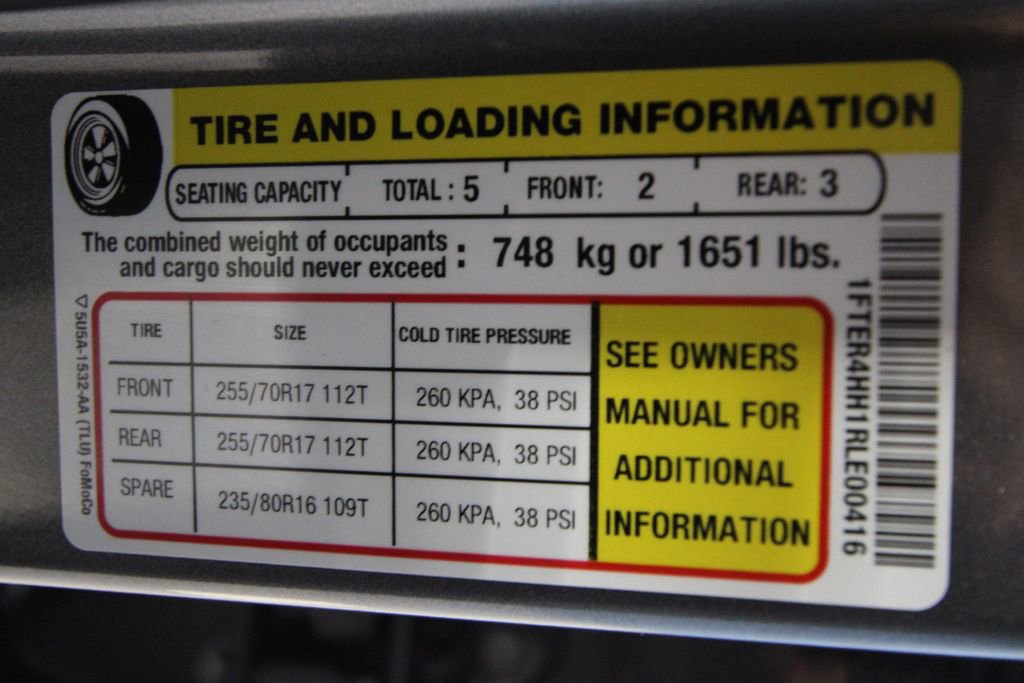 TIRE AND LOADING INFORMATION
SEATING CAPACITY TOTAL : 5 FRONT: 2 REAR: 3
The combined weight of occupants
and cargo should never exceed : 748 kg or 1651 lbs.
TIRE SIZE COLD TIRE PRESSURE
FRONT 255/70R17 112T 260 KPA, 38 PSI
REAR 255/70R17 112T 260 KPA, 38 PSI
SPARE 235/80R16 109T 260 KPA, 38 PSI
SEE OWNERS
MANUAL FOR
ADDITIONAL
INFORMATION
▽5U5A-1532-AA (TLU) FoMoCo
1FTER4HH1RLE00416